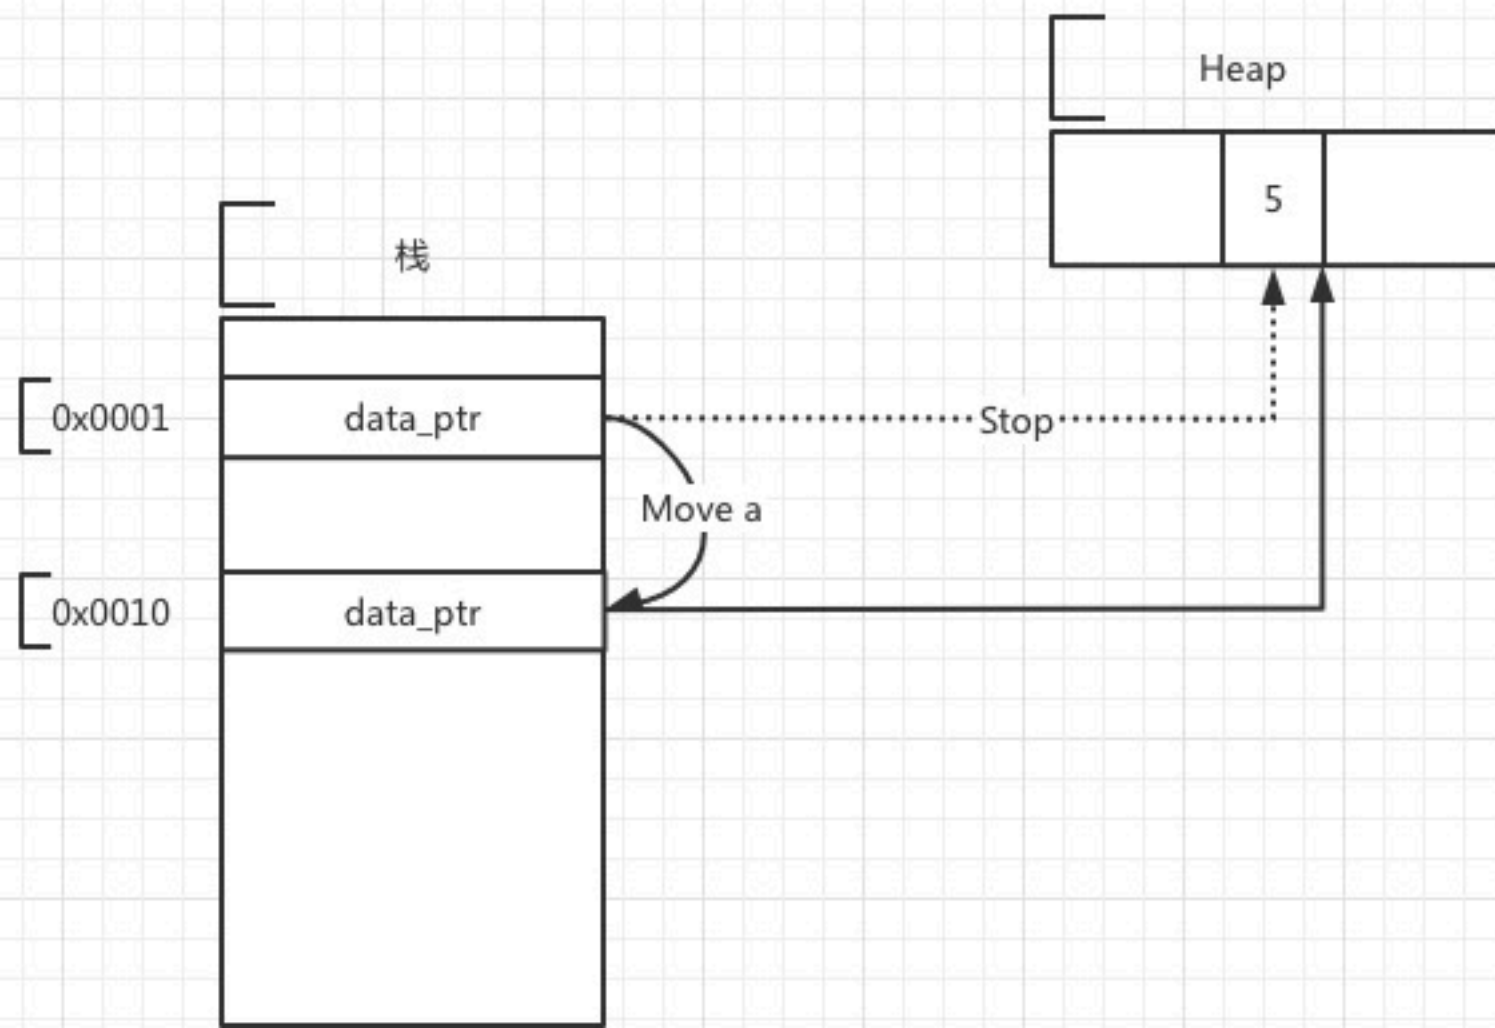 Heap
5
栈
0x0001
data_ptr
Stop
Move a
0x0010
data_ptr